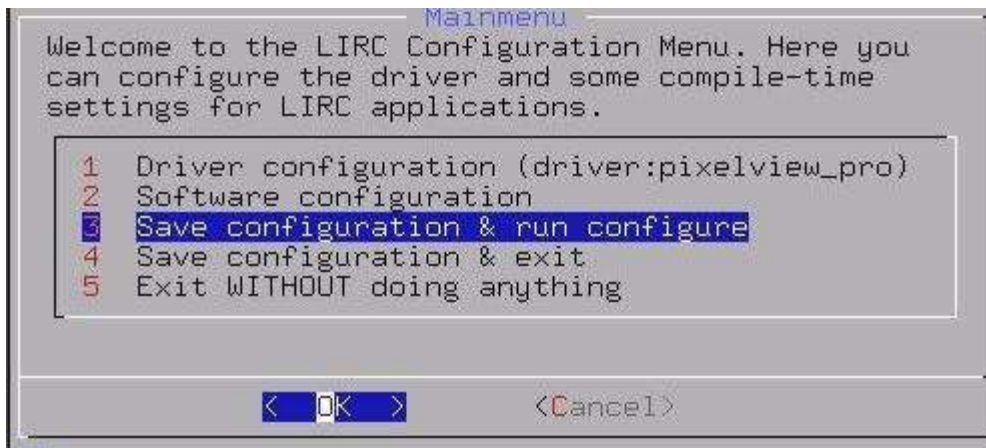 Mainmenu
Welcome to the LIRC Configuration Menu. Here you
can configure the driver and some compile-time
settings for LIRC applications.
1 Driver configuration (driver:pixelview_pro)
2 Software configuration
3 Save configuration & run configure
4 Save configuration & exit
5 Exit WITHOUT doing anything
< OK > <Cancel>